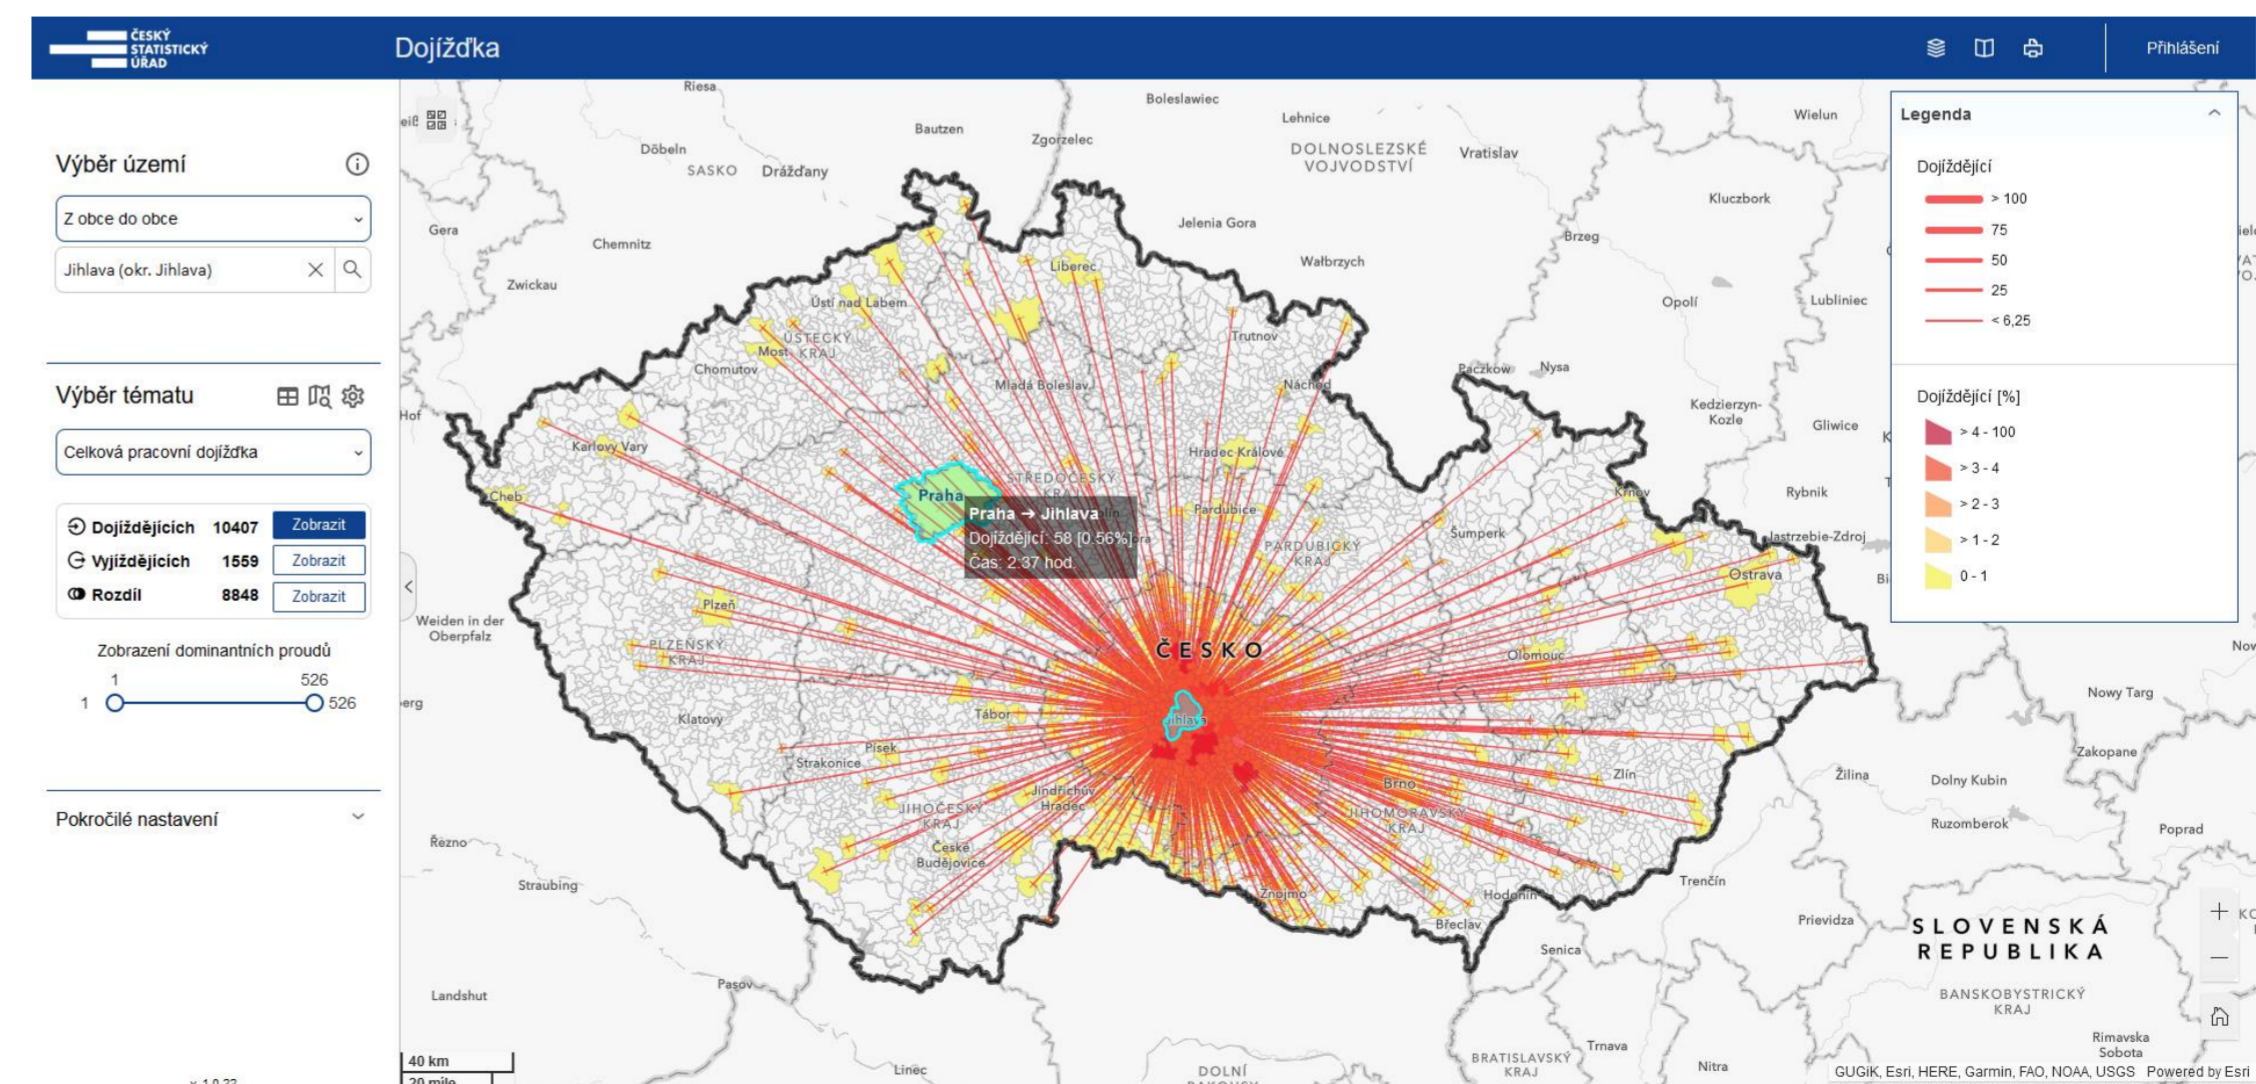 ČESKÝ
STATISTICKÝ
ÚŘAD
Dojížďka
Přihlášení
Výběr území
Z obce do obce
Jihlava (okr. Jihlava)
Výběr tématu
Celková pracovní dojížďka
Dojíždějících 10407 Zobrazit
Vyjíždějících 1559 Zobrazit
Rozdíl 8848 Zobrazit
Zobrazení dominantních proudů
1 526
1 526
Pokročilé nastavení
Riesa
Boleslawiec
Lehnice
Wielun
Bautzen
Zgorzelec
Döbeln
SASKO
Drážďany
DOLNOSLEZSKÉ
VOJVODSTVÍ
Vratislav
Kluczbork
Gera
Chemnitz
Jelenia Gora
Brzeg
Zwickau
Liberec
Wałbrzych
Ústí nad Labem
Opolí
Lubliniec
ÚSTECKÝ
KRAJ
Most
Trutnov
Chomutov
Mladá Boleslav
Náchod
Paczkow
Nysa
Hof
Kedzierzyn-
Kozle
Gliwice
Karlovy Vary
Hradec Králové
Cheb
STŘEDOČESKÝ
KRAJ
Praha
Krnov
Rybnik
Pardubice
Praha → Jihlava
Dojíždějící: 58 [0.56%]
Čas: 2:37 hod.
Šumperk
Jastrzebie-Zdroj
PARDUBICKÝ
KRAJ
Ostrava
Plzeň
Weiden in der
Oberpfalz
PLZEŇSKÝ
KRAJ
ČESKO
Olomouc
Nowy Targ
Klatovy
Tábor
Jihlava
Písek
Strakonice
Zakopane
Brno
Zlín
Žilina
Dolny Kubin
Jindřichův
Hradec
JIHOČESKÝ
KRAJ
JIHOMORAVSKÝ
KRAJ
Ruzomberok
Poprad
Řezno
České
Budějovice
Straubing
Trenčín
Znojmo
Hodonín
Břeclav
Prievidza
SLOVENSKÁ
REPUBLIKA
Senica
Pasov
Landshut
BANSKOBYSTRICKÝ
KRAJ
Rimavska
Sobota
Trnava
BRATISLAVSKÝ
KRAJ
Nitra
Linec
DOLNÍ
40 km
Legenda
Dojíždějící
> 100
75
50
25
< 6,25
Dojíždějící [%]
> 4 - 100
> 3 - 4
> 2 - 3
> 1 - 2
0 - 1
GUGiK, Esri, HERE, Garmin, FAO, NOAA, USGS Powered by Esri